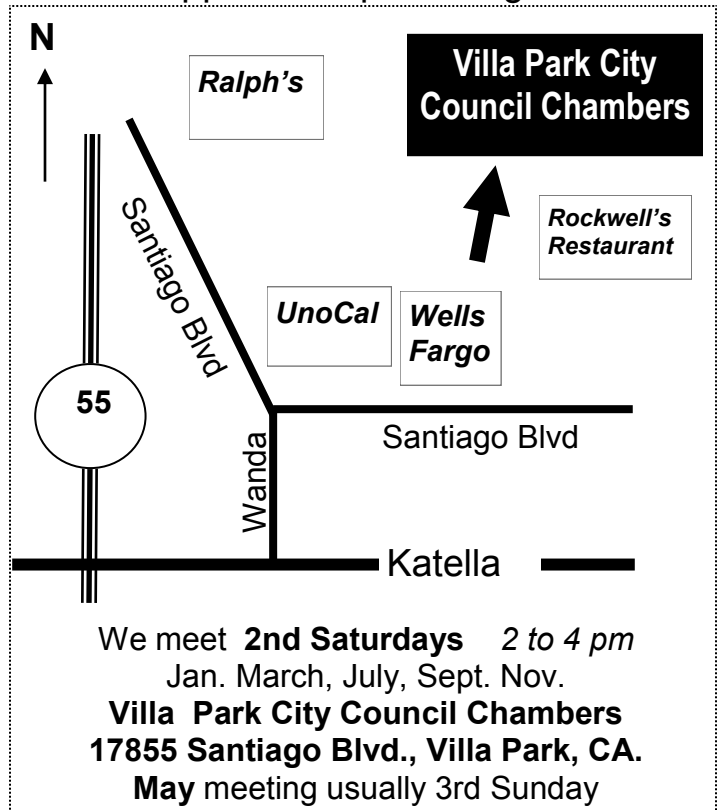 N
Ralph's
Villa Park City
Council Chambers
Rockwell's
Restaurant
Santiago Blvd
UnoCal
Wells
Fargo
55
Santiago Blvd
Wanda
Katella
We meet 2nd Saturdays 2 to 4 pm
Jan. March, July, Sept. Nov.
Villa Park City Council Chambers
17855 Santiago Blvd., Villa Park, CA.
May meeting usually 3rd Sunday